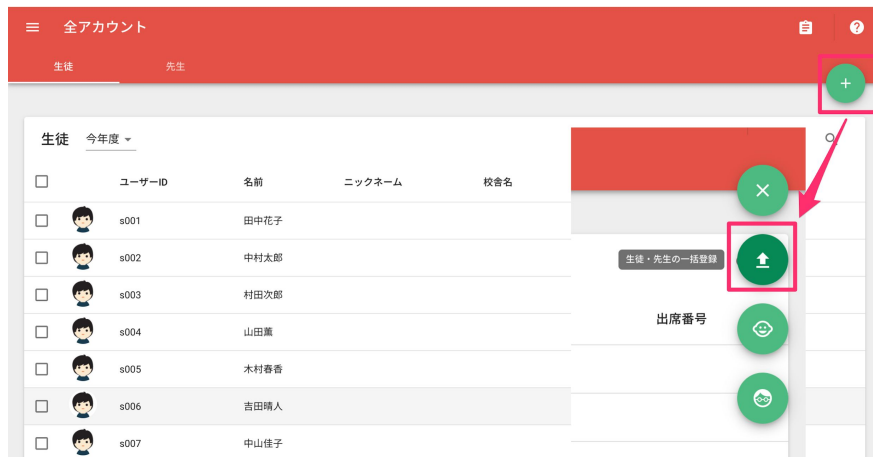 全アカウント
生徒 先生
生徒 今年度
ユーザーID 名前 ニックネーム 校舎名
s001 田中花子
s002 中村太郎
s003 村田次郎
s004 山田薫
s005 木村春香
s006 吉田晴人
s007 中山佳子
生徒・先生の一括登録
出席番号